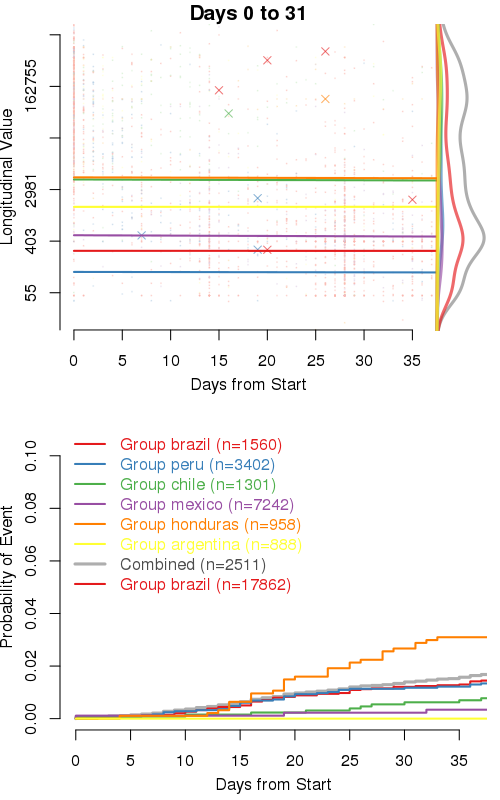 Days 0 to 31
Longitudinal Value
162755
2981
403
55
0 5 10 15 20 25 30 35
Days from Start
Probability of Event
0.10
0.08
0.06
0.04
0.02
0.00
Group brazil (n=1560)
Group peru (n=3402)
Group chile (n=1301)
Group mexico (n=7242)
Group honduras (n=958)
Group argentina (n=888)
Combined (n=2511)
Group brazil (n=17862)
0 5 10 15 20 25 30 35
Days from Start